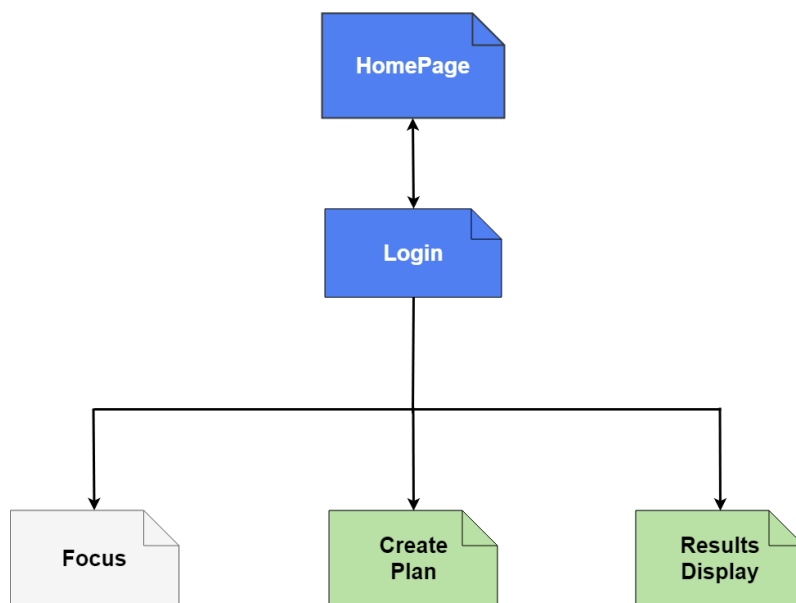 HomePage
Login
Focus
Create
Plan
Results
Display